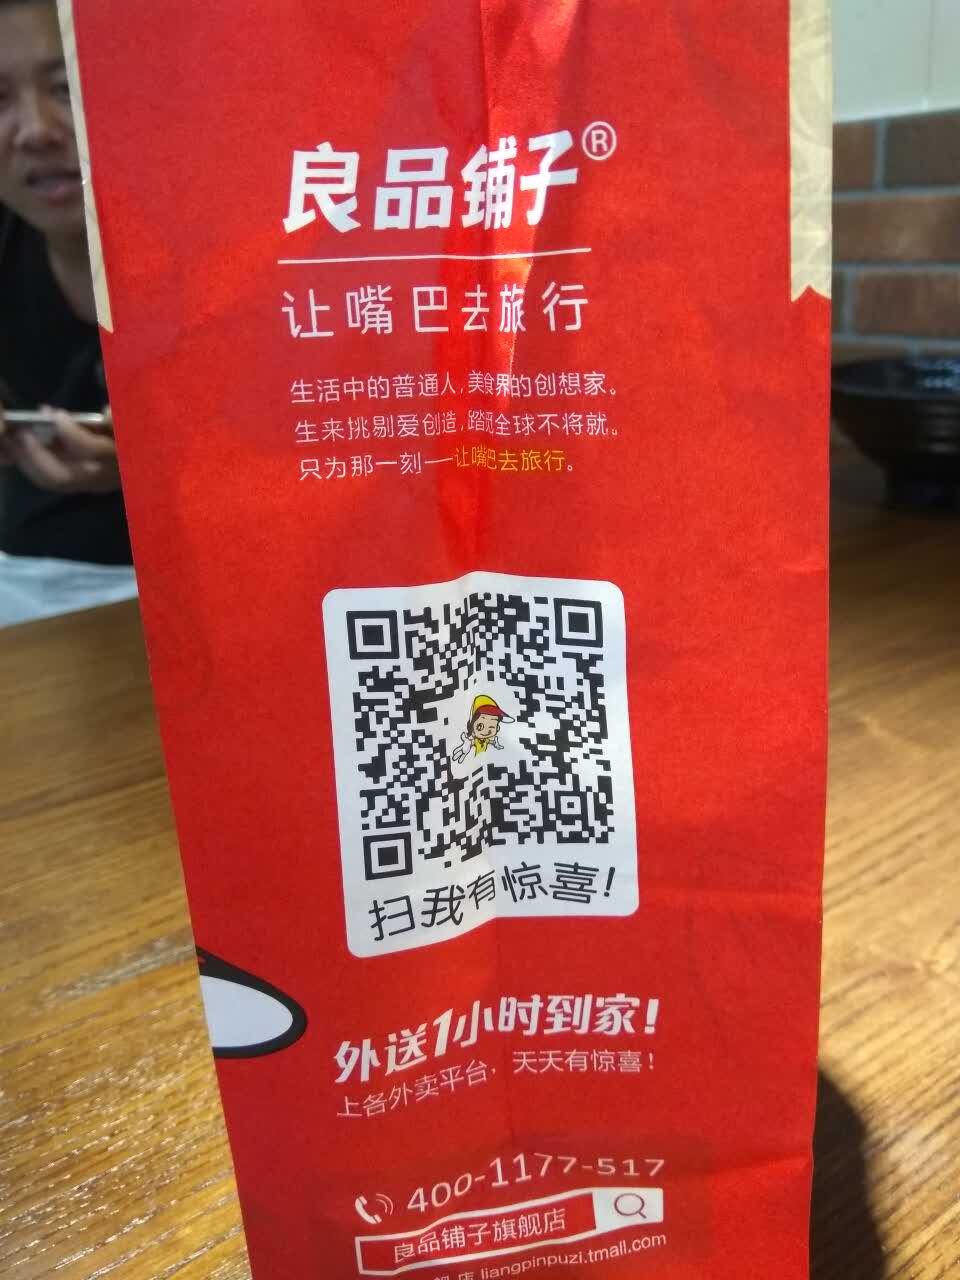 良品铺子®
让嘴巴去旅行
生活中的普通人,美食界的创想家。
生来挑剔爱创造,踏觅全球不将就。
只为那一刻—让嘴巴去旅行。
扫我有惊喜!
外送1小时到家!
上各外卖平台,天天有惊喜!
400-1177-517
良品铺子旗舰店
舰店 liangpinpuzi.tmall.com